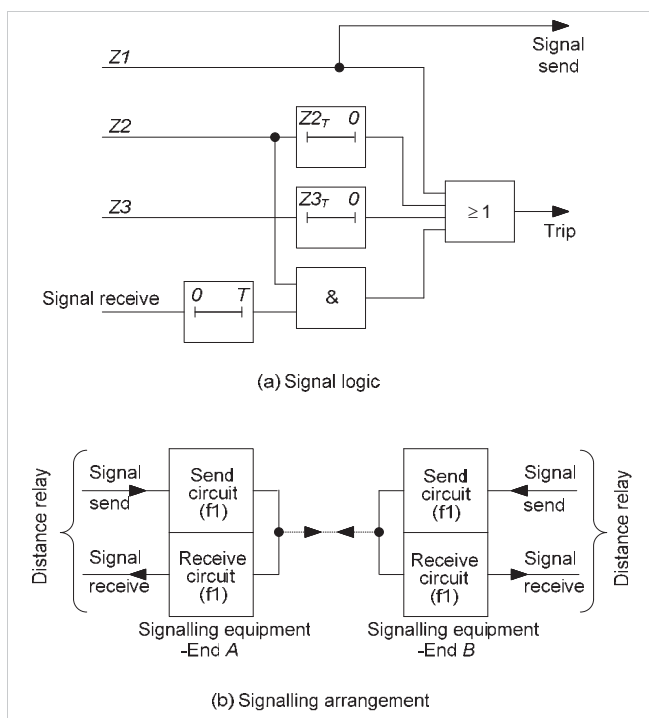 Z1
Signal
send
Z2
Z2T 0
Z3
Z3T 0
≥1
Trip
Signal receive
0 T
&
(a) Signal logic
Distance relay
Signal
send
Signal
receive
Send
circuit
(f1)
Receive
circuit
(f1)
Signalling equipment
-End A
Send
circuit
(f1)
Receive
circuit
(f1)
Signalling equipment
-End B
Signal
send
Signal
receive
Distance relay
(b) Signalling arrangement